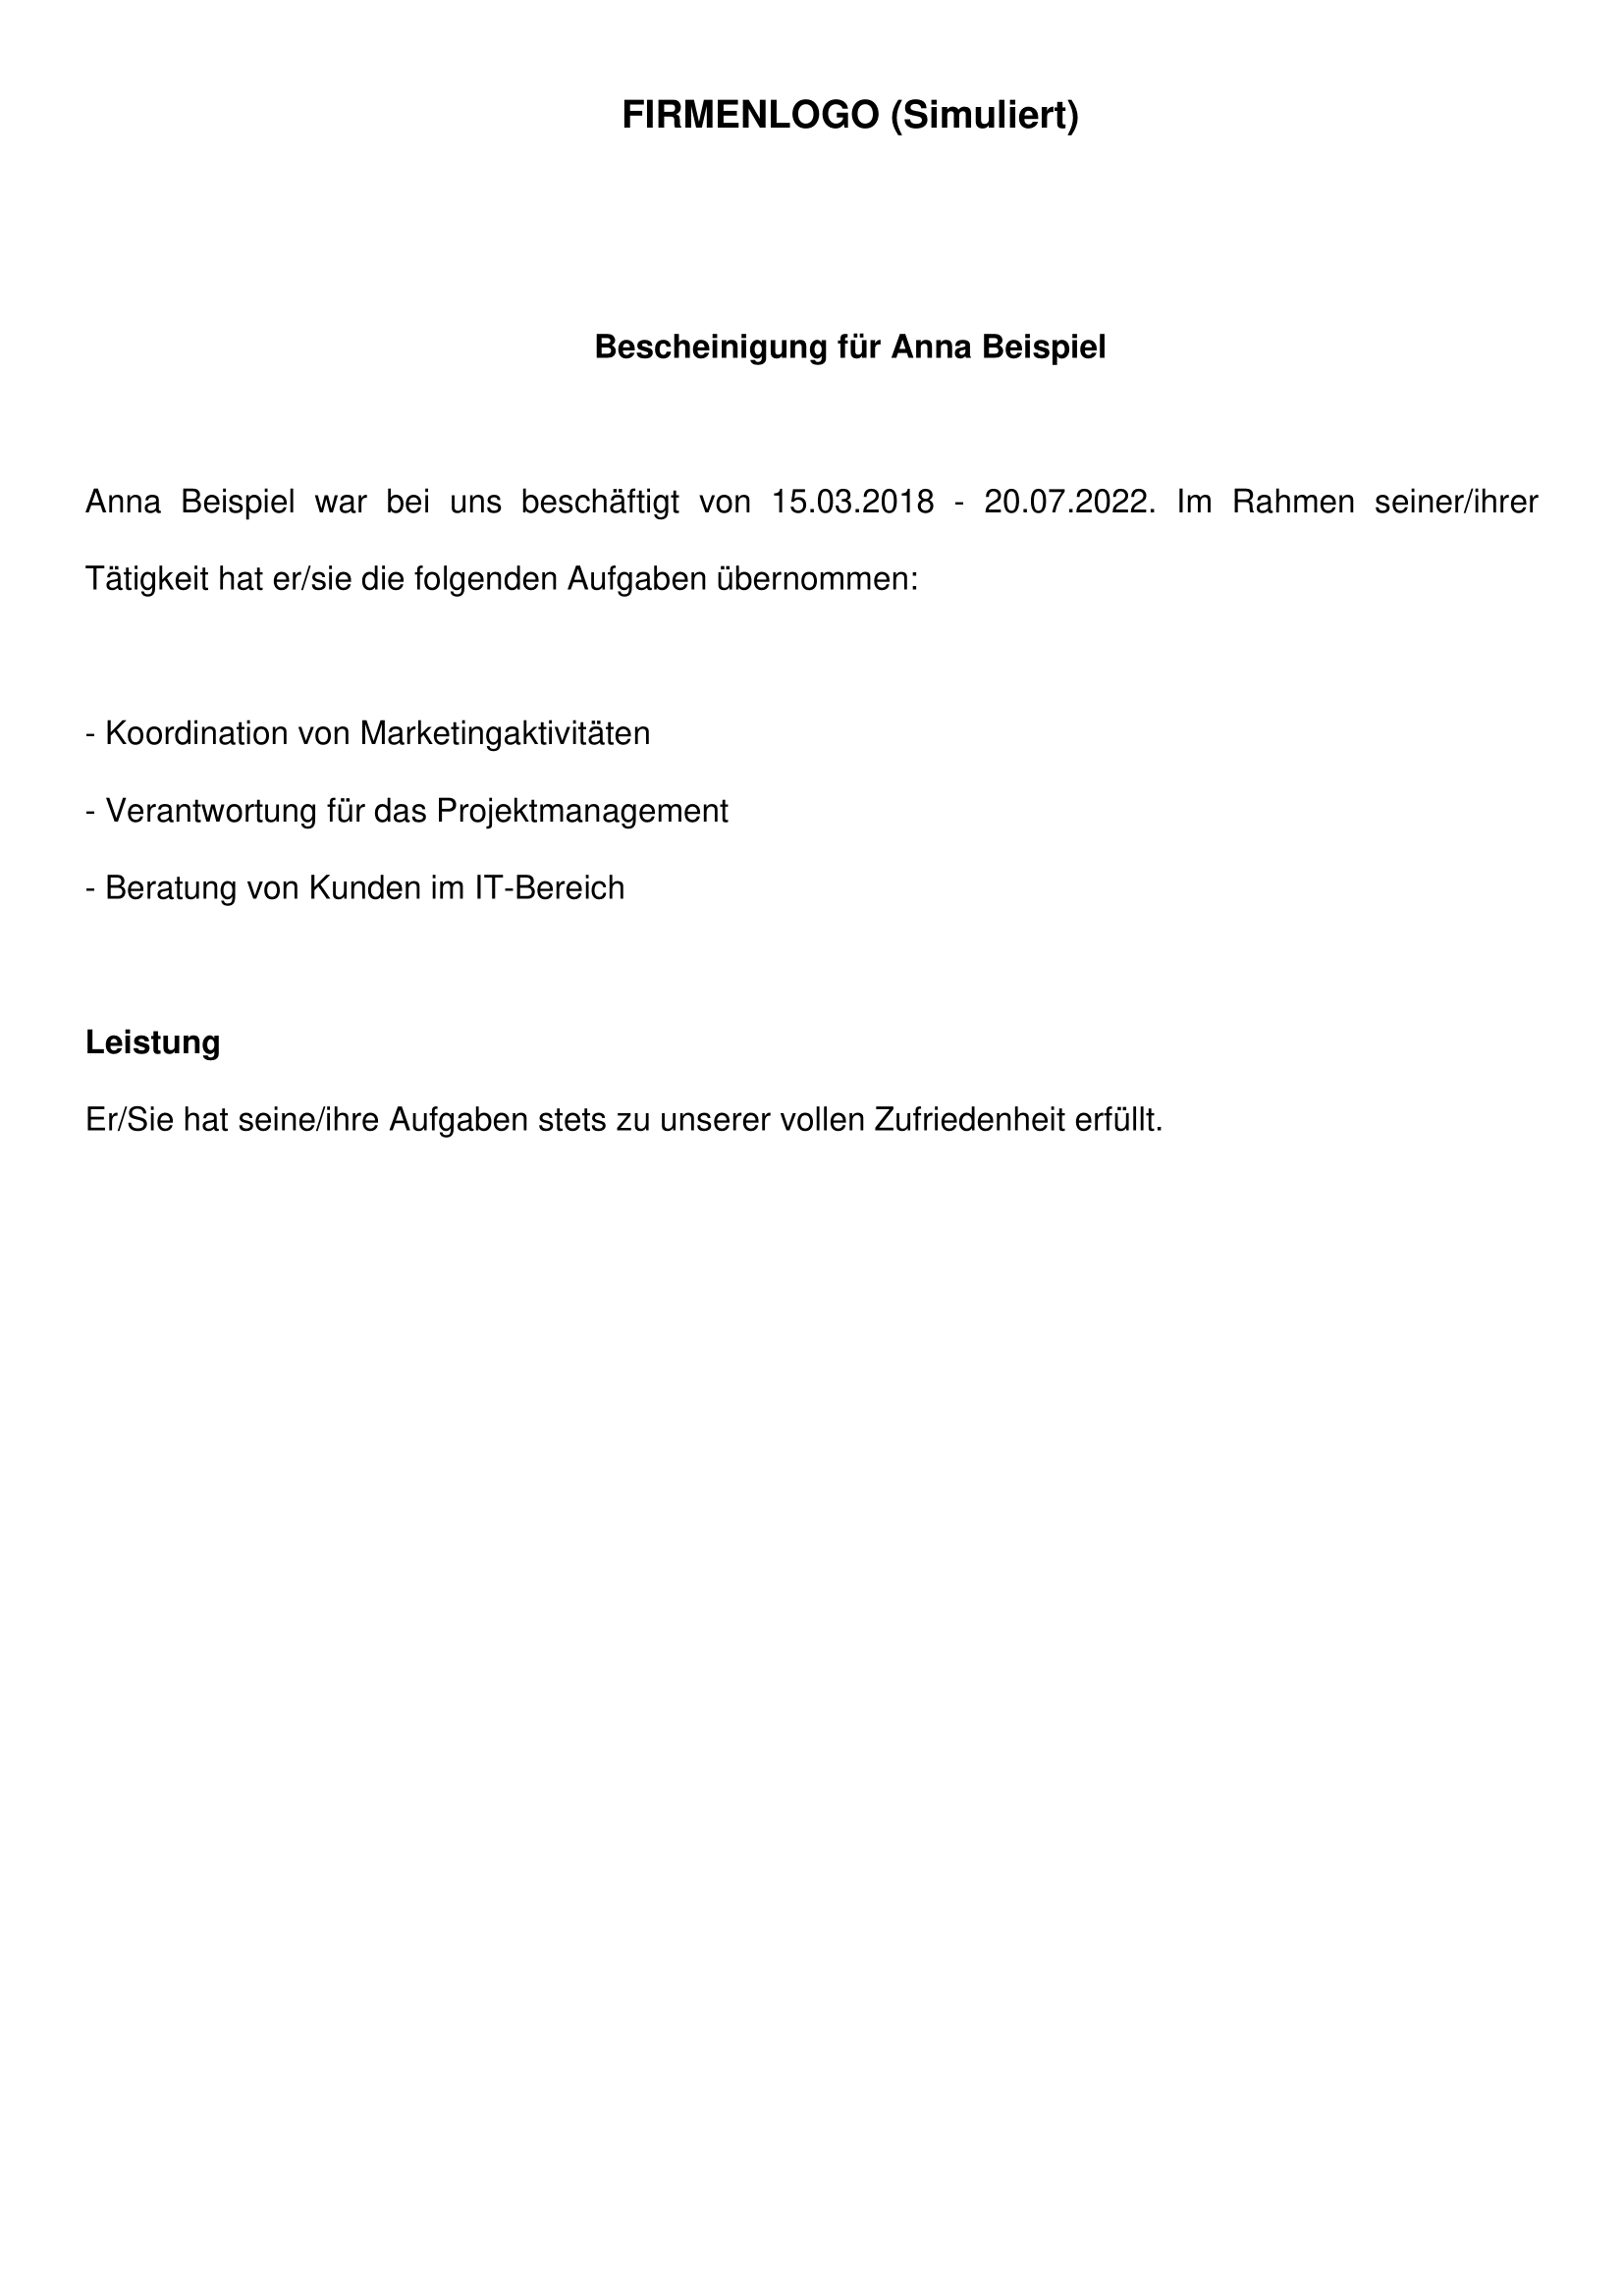 FIRMENLOGO (Simuliert)
Bescheinigung für Anna Beispiel
Anna Beispiel war bei uns beschäftigt von 15.03.2018 - 20.07.2022. Im Rahmen seiner/ihrer
Tätigkeit hat er/sie die folgenden Aufgaben übernommen:
- Koordination von Marketingaktivitäten
- Verantwortung für das Projektmanagement
- Beratung von Kunden im IT-Bereich
Leistung
Er/Sie hat seine/ihre Aufgaben stets zu unserer vollen Zufriedenheit erfüllt.